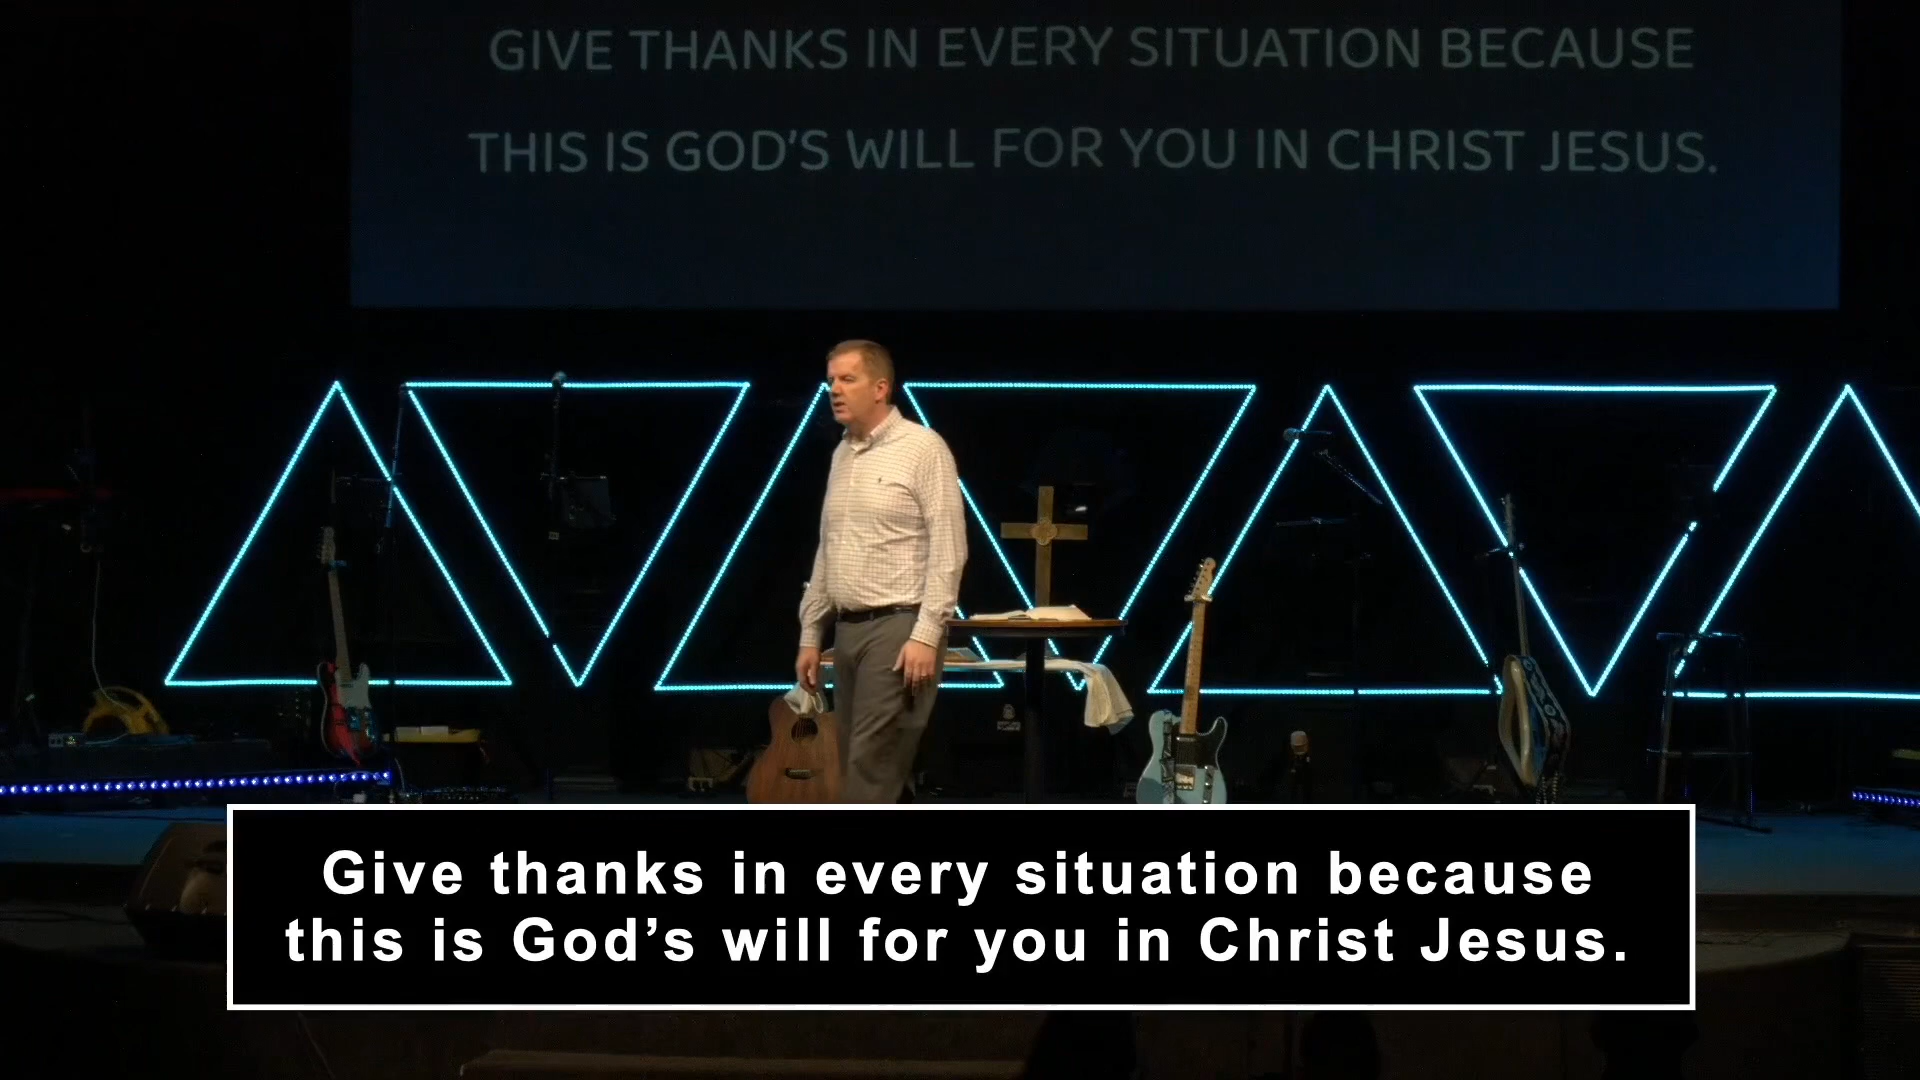 GIVE THANKS IN EVERY SITUATION BECAUSE
THIS IS GOD'S WILL FOR YOU IN CHRIST JESUS.
Give thanks in every situation because
this is God’s will for you in Christ Jesus.